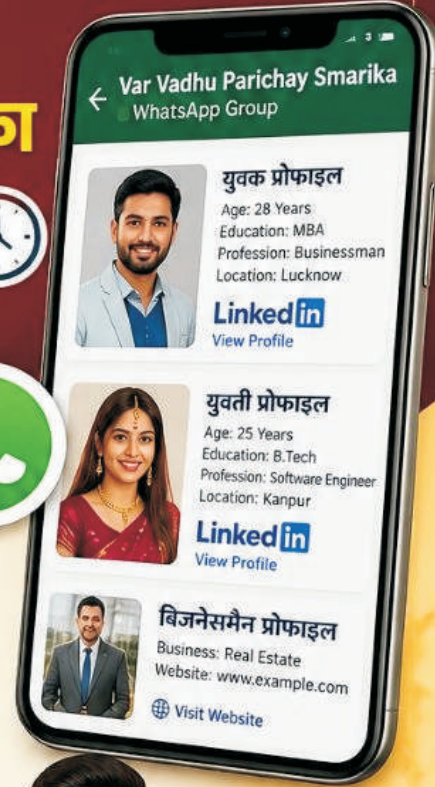 का
3
Var Vadhu Parichay Smarika
WhatsApp Group
युवक प्रोफाइल
Age: 28 Years
Education: MBA
Profession: Businessman
Location: Lucknow
Linkedin
View Profile
युवती प्रोफाइल
Age: 25 Years
Education: B.Tech
Profession: Software Engineer
Location: Kanpur
Linkedin
View Profile
बिजनेसमैन प्रोफाइल
Business: Real Estate
Website: www.example.com
Visit Website